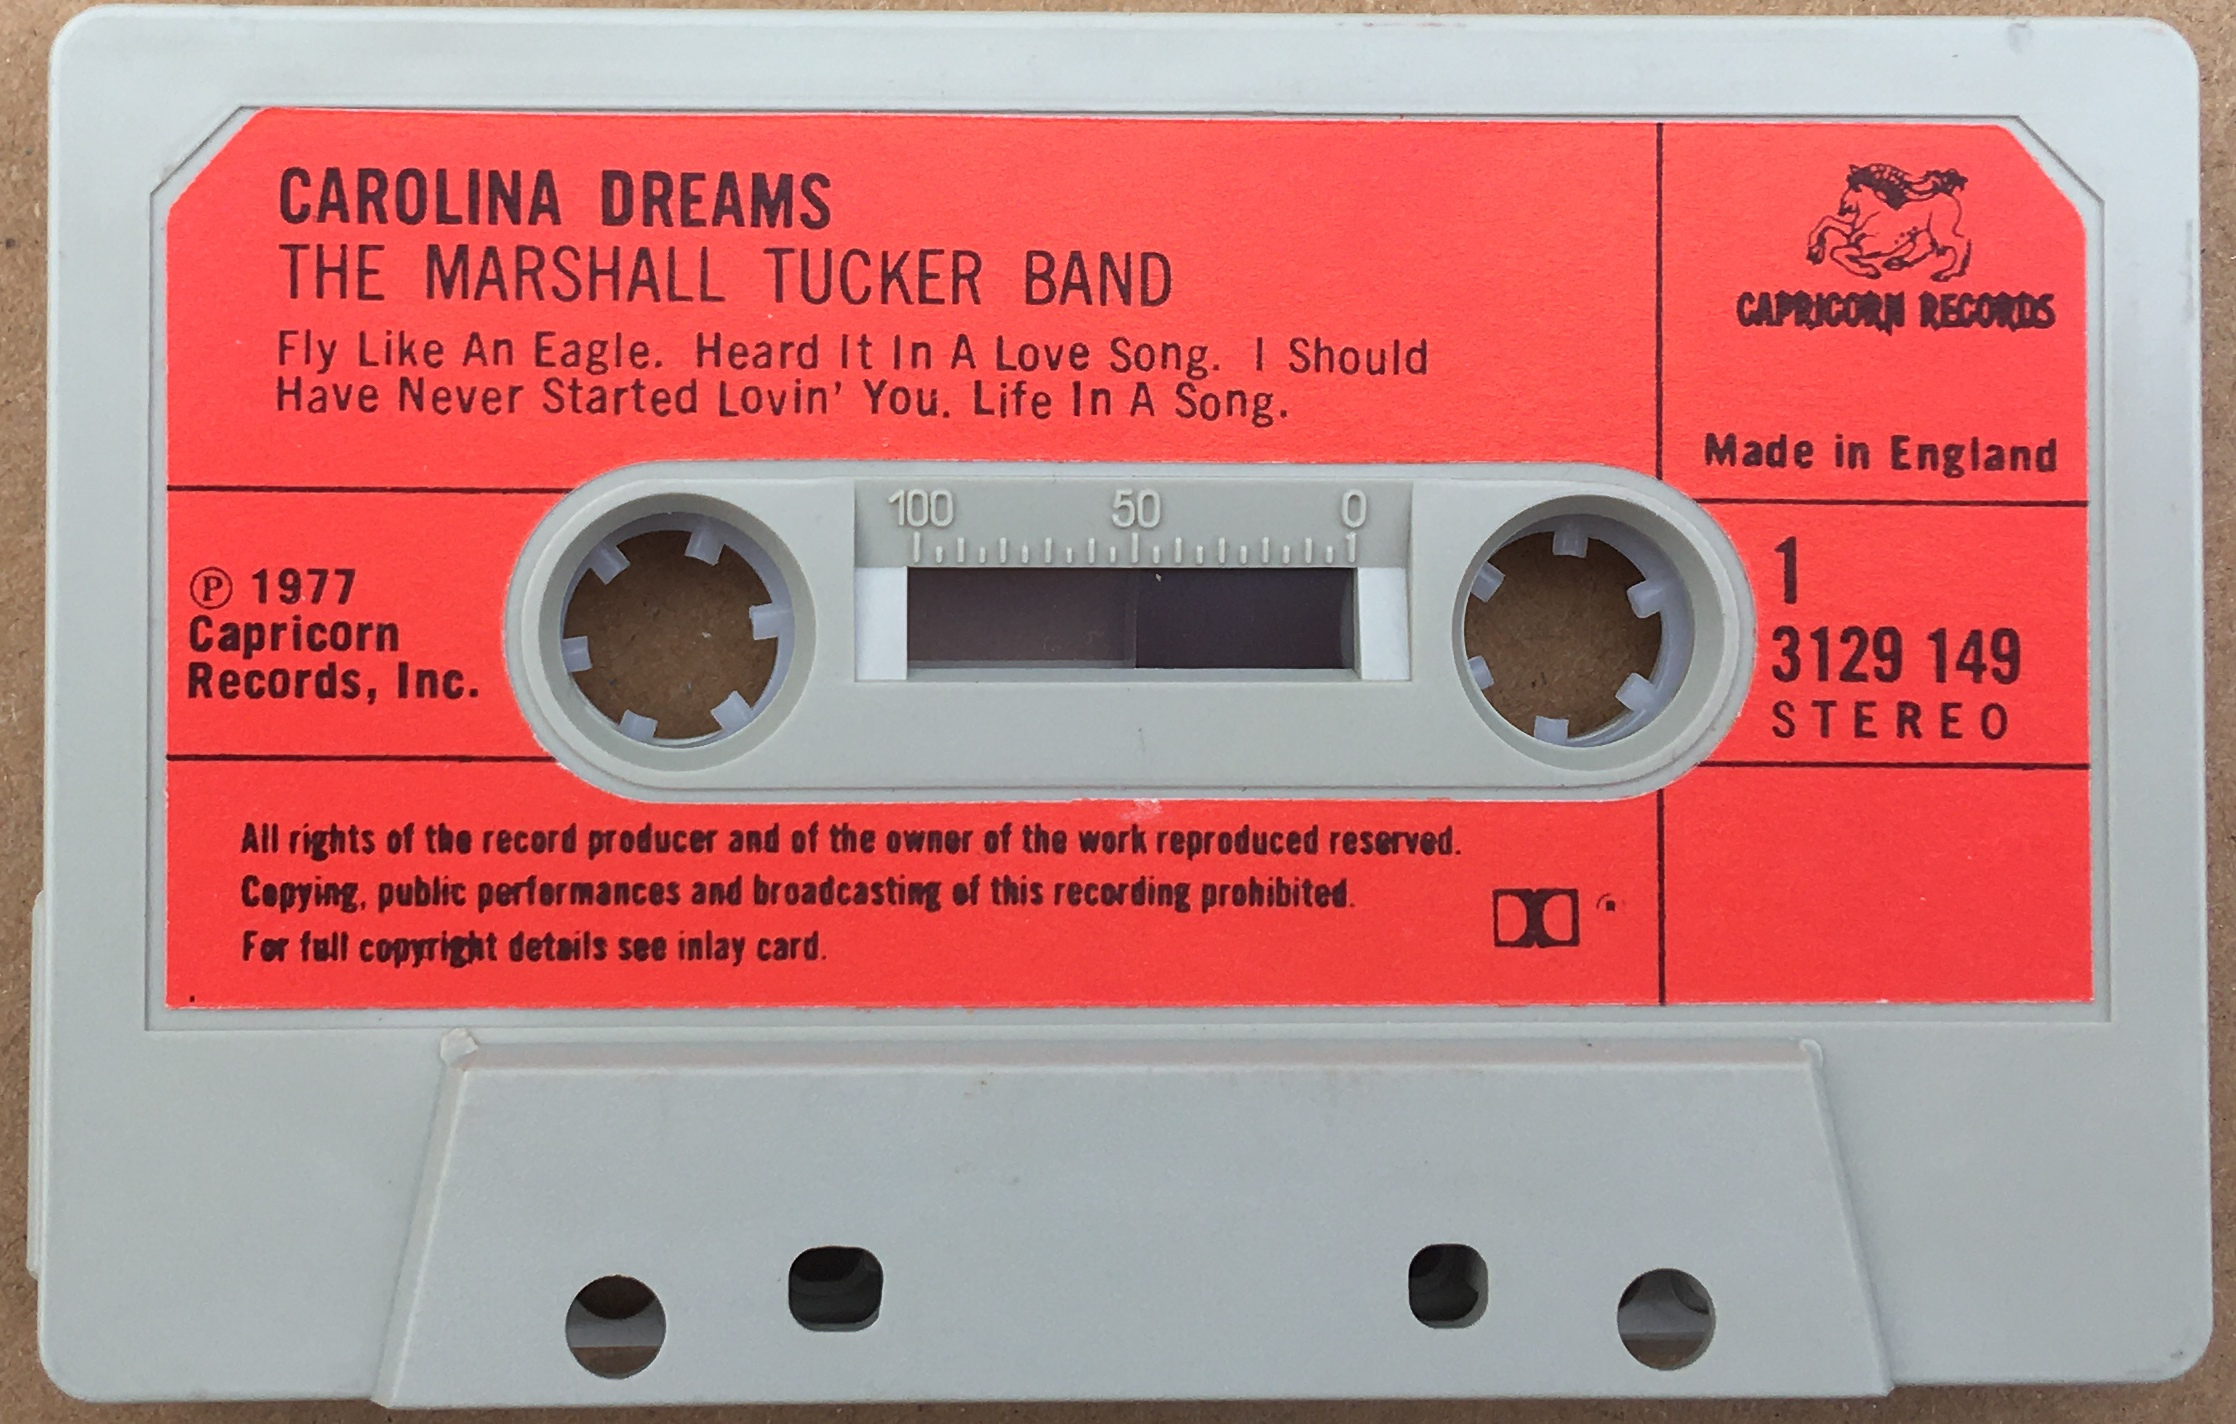 CAROLINA DREAMS
THE MARSHALL TUCKER BAND
Fly Like An Eagle. Heard It In A Love Song. I Should
Have Never Started Lovin' You. Life In A Song.
CAPRICORN RECORDS
Made in England
100 50 0
℗ 1977
Capricorn
Records, Inc.
1
3129 149
STEREO
All rights of the record producer and of the owner of the work reproduced reserved.
Copying, public performances and broadcasting of this recording prohibited.
For full copyright details see inlay card.